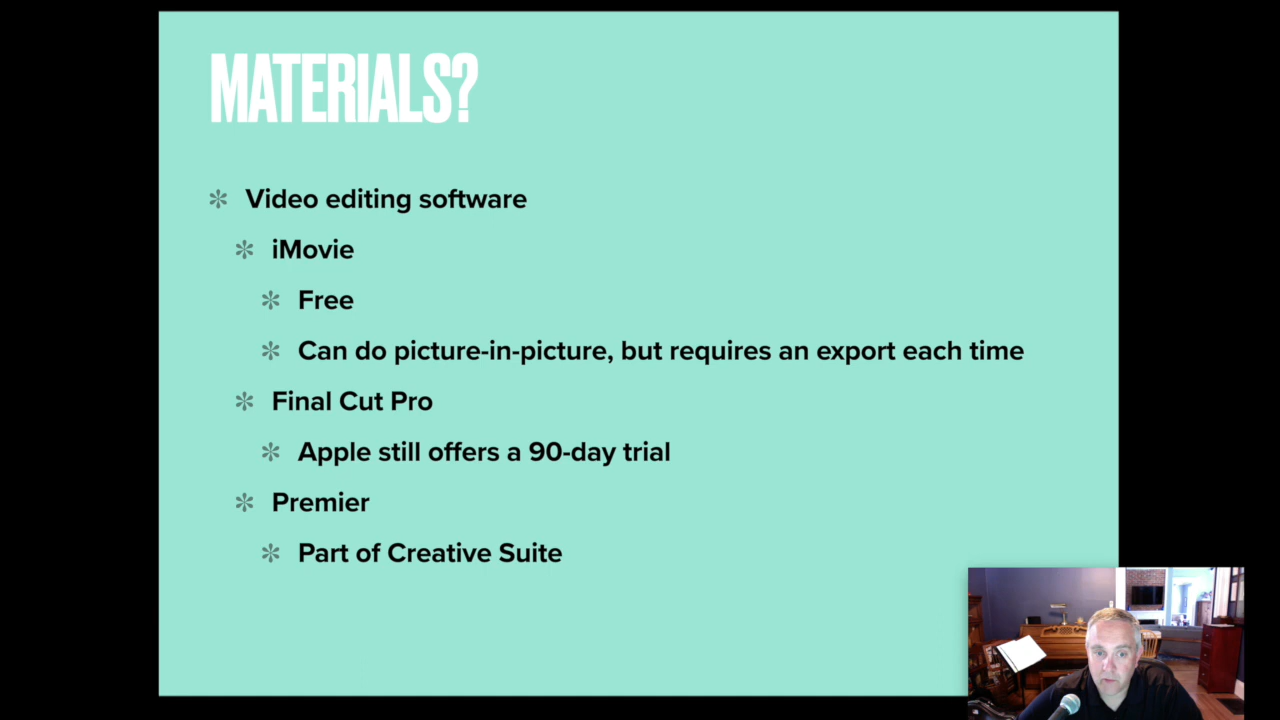 MATERIALS?
Video editing software
iMovie
Free
Can do picture-in-picture, but requires an export each time
Final Cut Pro
Apple still offers a 90-day trial
Premier
Part of Creative Suite